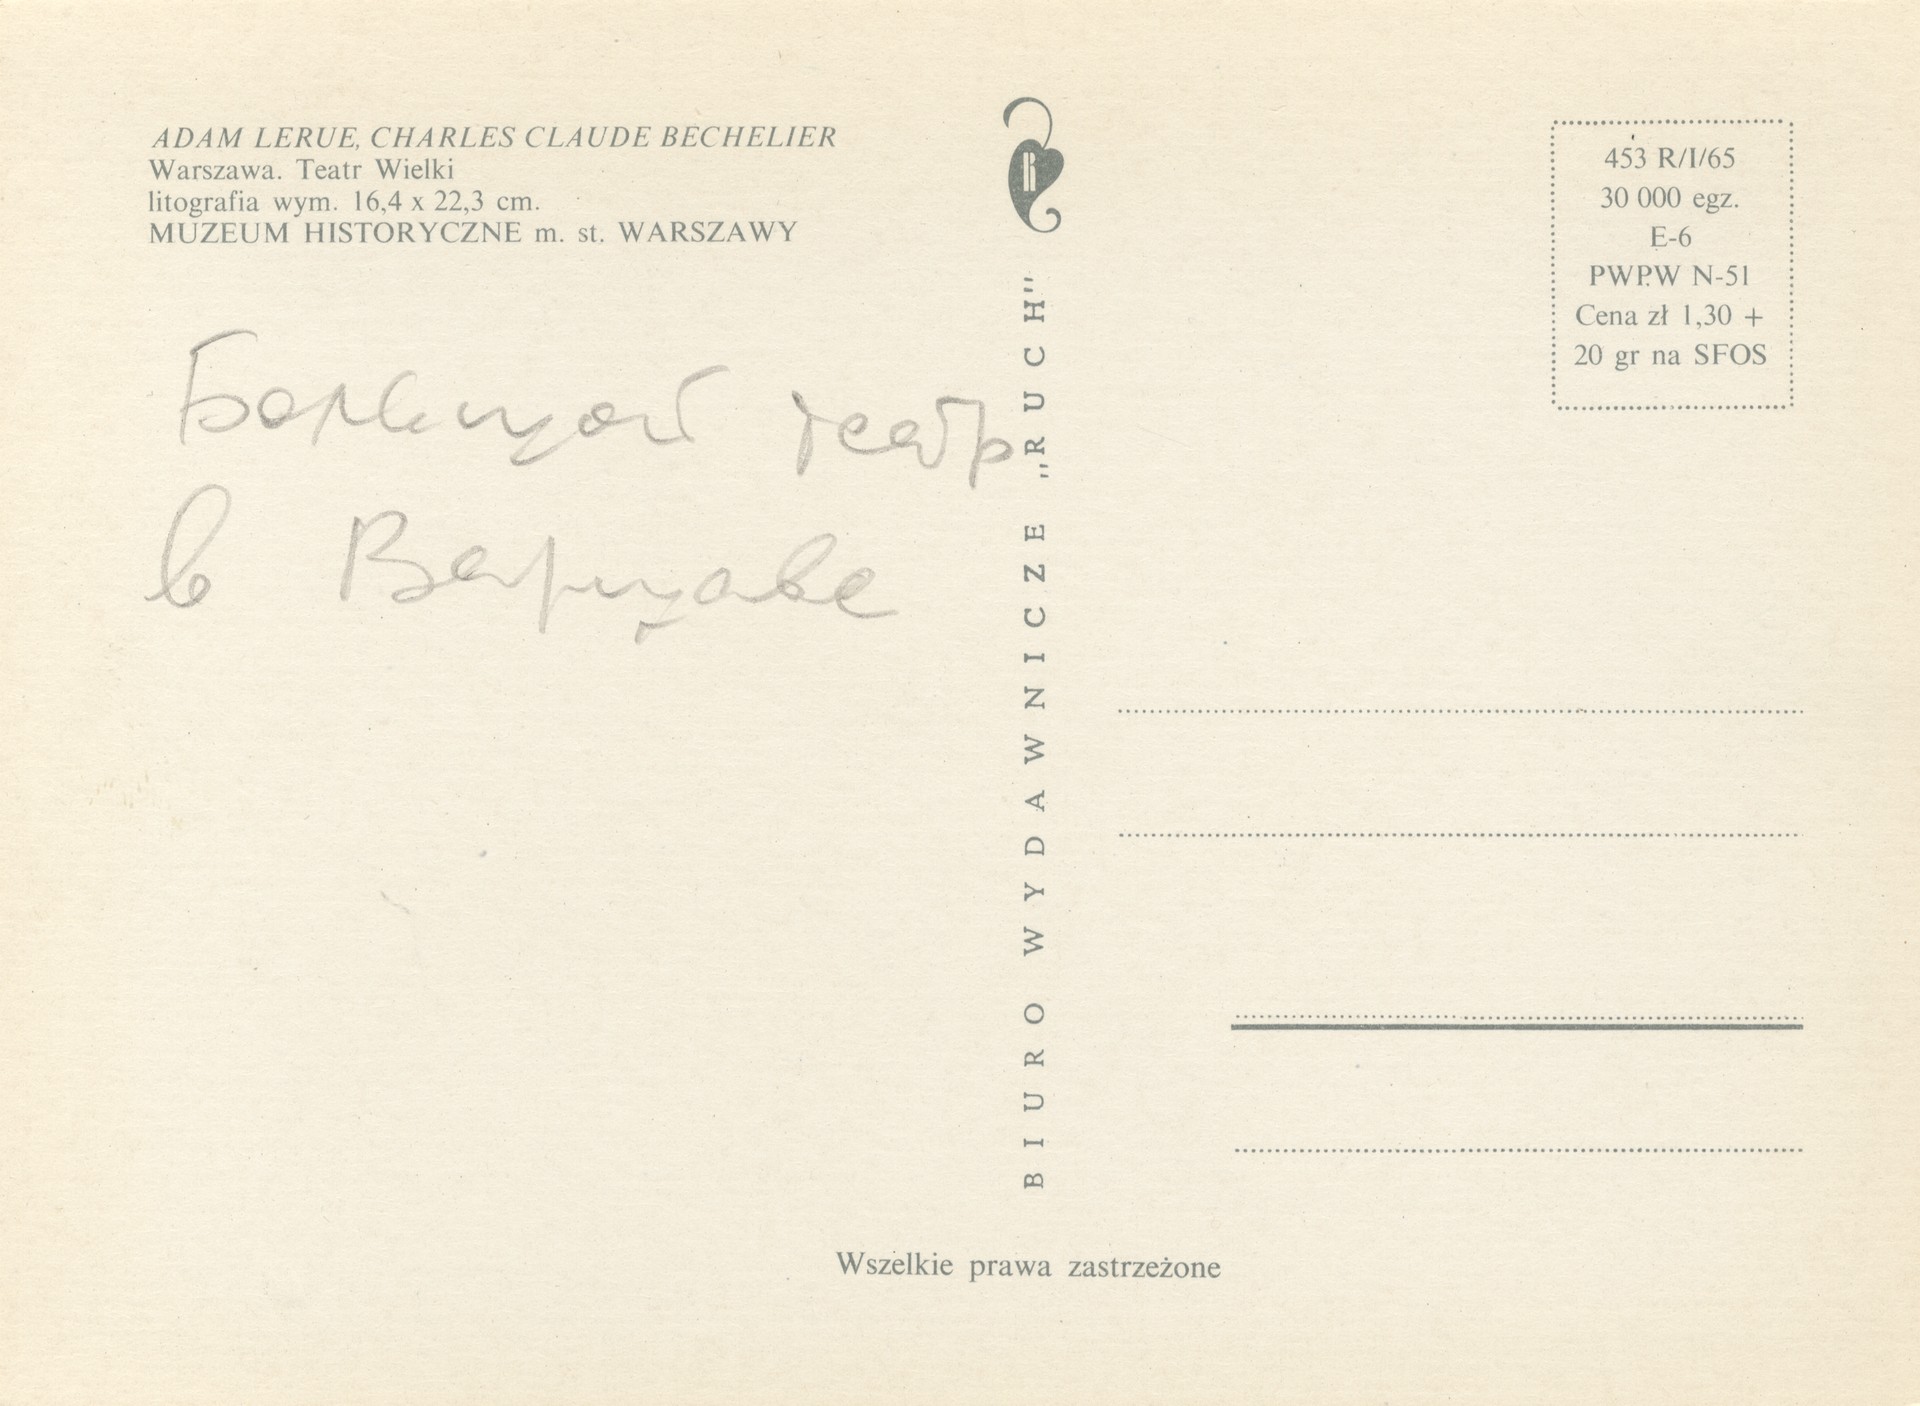 ADAM LERUE, CHARLES CLAUDE BECHELIER
Warszawa. Teatr Wielki
litografia wym. 16,4 x 22,3 cm.
MUZEUM HISTORYCZNE m. st. WARSZAWY
Большой театр
в Варшаве
BIURO WYDAWNICZE „RUCH"
R
453 R/I/65
30 000 egz.
E-6
PWPW N-51
Cena zł 1,30 +
20 gr na SFOS
Wszelkie prawa zastrzeżone